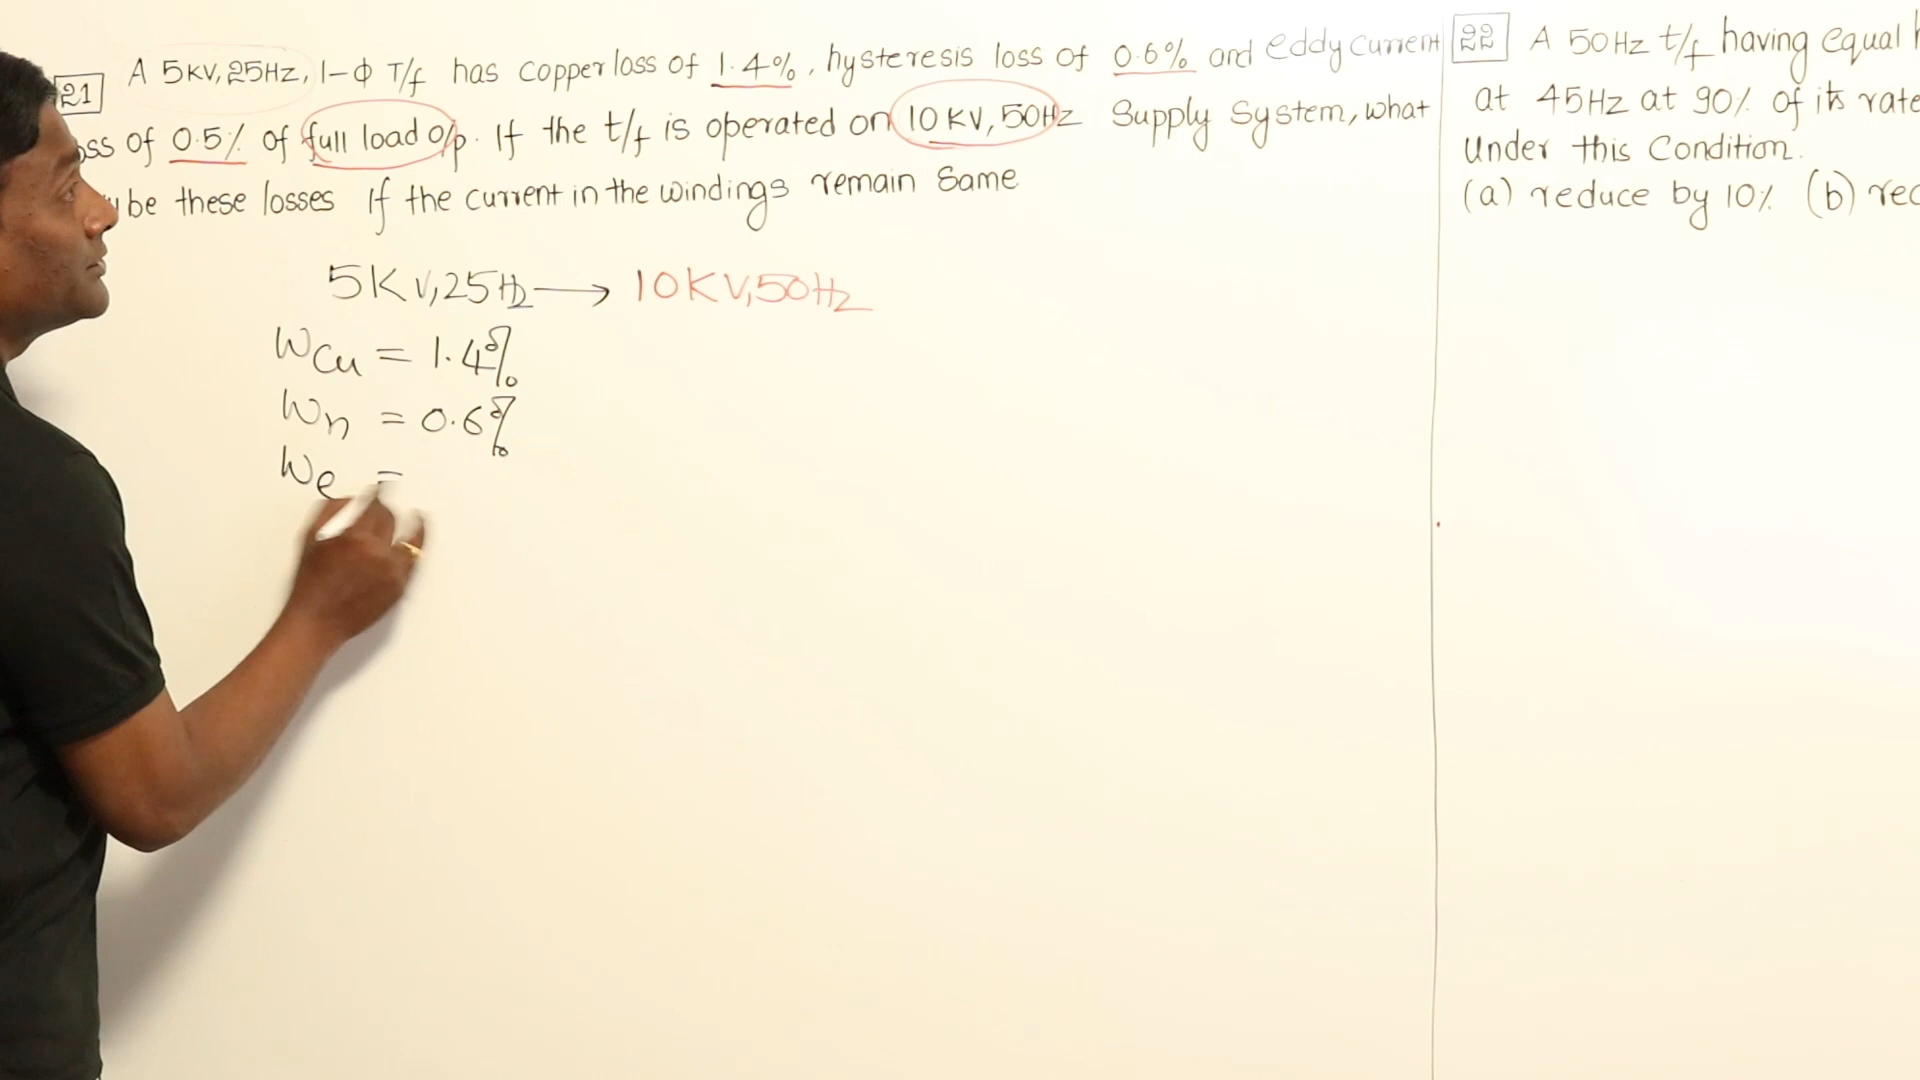 21 A 5KV, 25HZ, 1-Φ T/f has copper loss of 1.4%, hysteresis loss of 0.6% and eddy current
of 0.5% of full load o/p. If the t/f is operated on 10 KV, 50HZ Supply System, what
be these losses If the current in the windings remain Same
5KV,25Hz → 10KV,50Hz
WCu = 1.4%
Wh = 0.6%
We =
22 A 50HZ t/f having equal
at 45HZ at 90% of its rate
Under this Condition.
(a) reduce by 10% (b)